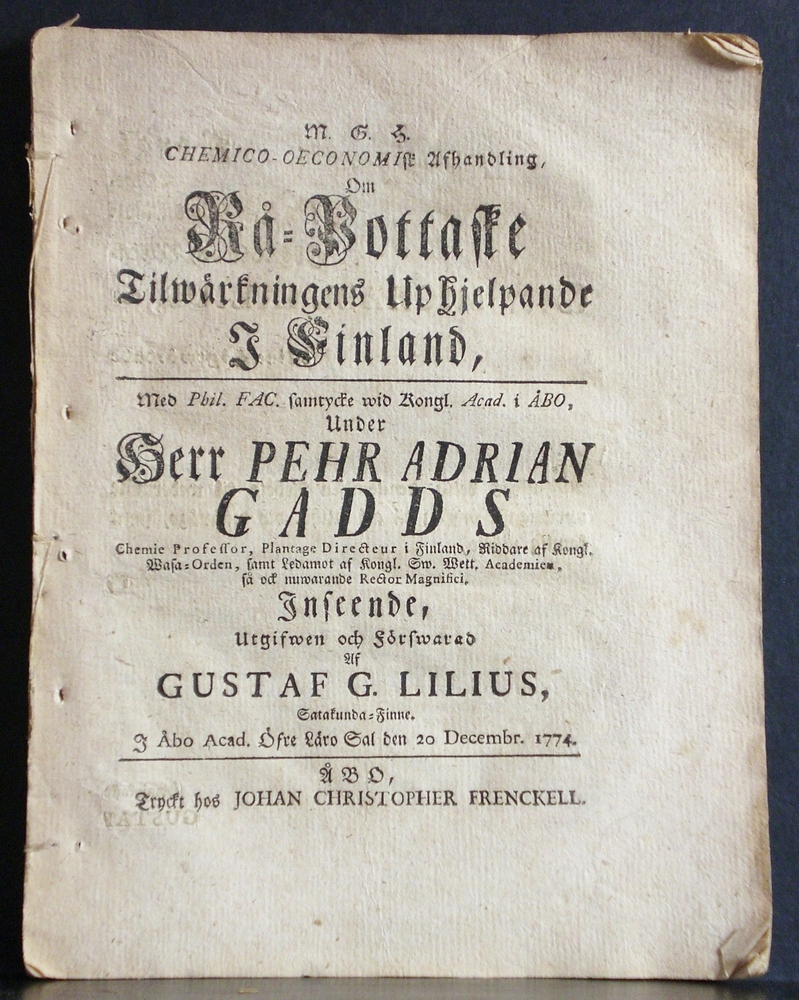 M. G. H.
CHEMICO-OECONOMIsk Afhandling,
Om
Rå-Pottaske
Tilwärkningens Uphjelpande
I Finland,
Med Phil. FAC. samtycke wid Kongl. Acad. i ÅBO,
Under
Herr PEHR ADRIAN
GADDS
Chemie Professor, Plantage Directeur i Finland, Riddare af Kongl.
Wasa-Orden, samt Ledamot af Kongl. Sw. Wett. Academien,
så ock nuwarande Rector Magnifici,
Inseende,
Utgifwen och Förswarad
Af
GUSTAF G. LILIUS,
Satakunda-Finne.
I Åbo Acad. Öfre Läro Sal den 20 Decembr. 1774.
ÅBO,
Tryckt hos JOHAN CHRISTOPHER FRENCKELL.